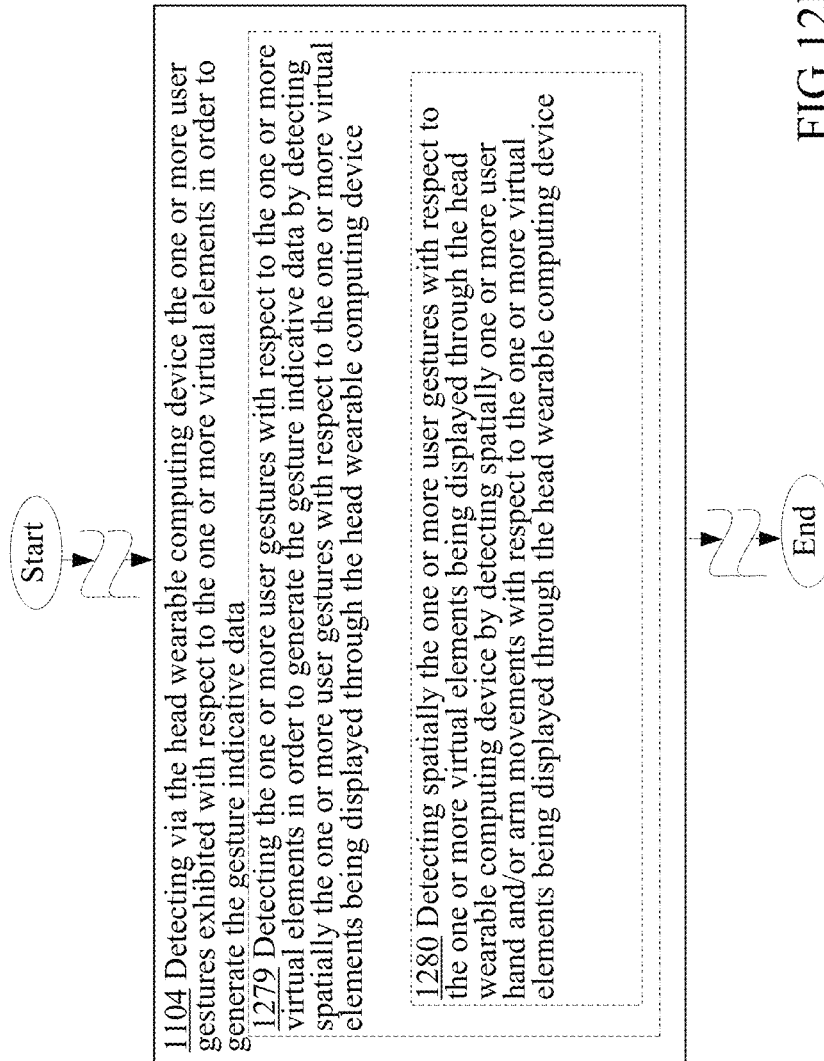 Start
1104 Detecting via the head wearable computing device the one or more user
gestures exhibited with respect to the one or more virtual elements in order to
generate the gesture indicative data
1279 Detecting the one or more user gestures with respect to the one or more
virtual elements in order to generate the gesture indicative data by detecting
spatially the one or more user gestures with respect to the one or more virtual
elements being displayed through the head wearable computing device
1280 Detecting spatially the one or more user gestures with respect to
the one or more virtual elements being displayed through the head
wearable computing device by detecting spatially one or more user
hand and/or arm movements with respect to the one or more virtual
elements being displayed through the head wearable computing device
End
FIG 12